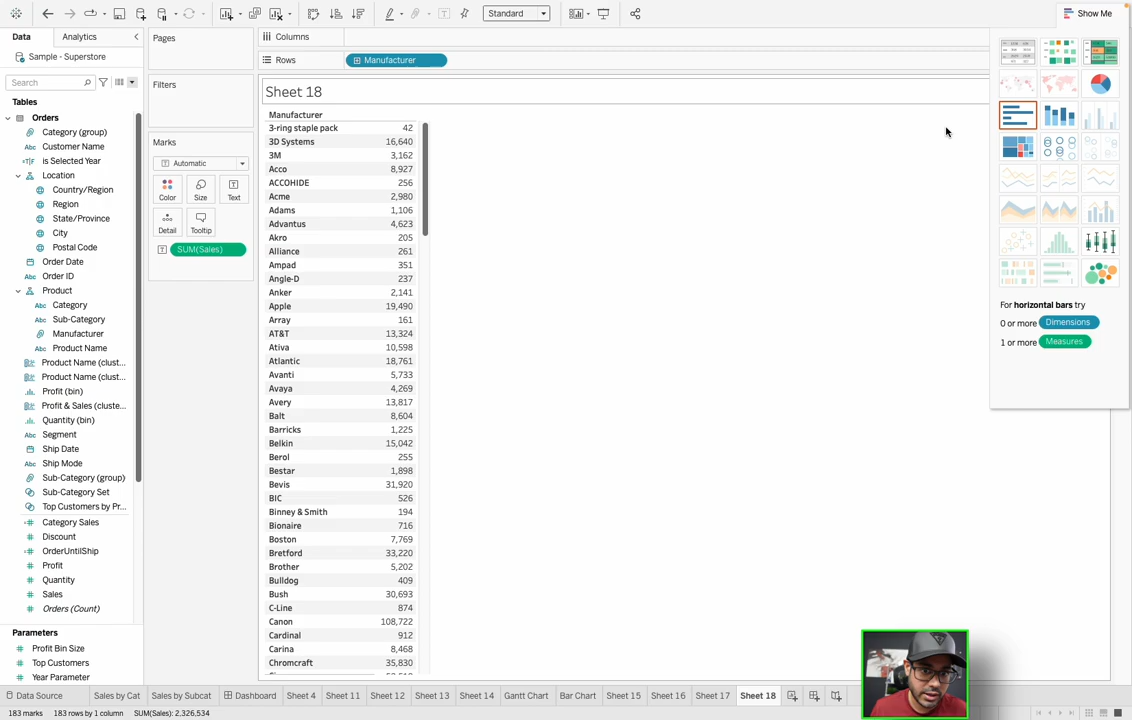 Standard
Show Me
Data
Analytics
Sample - Superstore
Search
Tables
Orders
Category (group)
Customer Name
is Selected Year
Location
Country/Region
Region
State/Province
City
Postal Code
Order Date
Order ID
Product
Category
Sub-Category
Manufacturer
Product Name
Product Name (clust...
Product Name (clust...
Profit (bin)
Profit & Sales (cluste...
Quantity (bin)
Segment
Ship Date
Ship Mode
Sub-Category (group)
Sub-Category Set
Top Customers by Pr...
Category Sales
Discount
OrderUntilShip
Profit
Quantity
Sales
Orders (Count)
Parameters
Profit Bin Size
Top Customers
Year Parameter
Pages
Filters
Marks
Automatic
Color Size Text
Detail Tooltip
SUM(Sales)
Columns
Rows Manufacturer
Sheet 18
Manufacturer
3-ring staple pack 42
3D Systems 16,640
3M 3,162
Acco 8,927
ACCOHIDE 256
Acme 2,980
Adams 1,106
Advantus 4,623
Akro 205
Alliance 261
Ampad 351
Angle-D 237
Anker 2,141
Apple 19,490
Array 161
AT&T 13,324
Ativa 10,598
Atlantic 18,761
Avanti 5,733
Avaya 4,269
Avery 13,817
Balt 8,604
Barricks 1,225
Belkin 15,042
Berol 255
Bestar 1,898
Bevis 31,920
BIC 526
Binney & Smith 194
Bionaire 716
Boston 7,769
Bretford 33,220
Brother 5,202
Bulldog 409
Bush 30,693
C-Line 874
Canon 108,722
Cardinal 912
Carina 8,468
Chromcraft 35,830
For horizontal bars try
0 or more Dimensions
1 or more Measures
Data Source Sales by Cat Sales by Subcat Dashboard Sheet 4 Sheet 11 Sheet 12 Sheet 13 Sheet 14 Gantt Chart Bar Chart Sheet 15 Sheet 16 Sheet 17 Sheet 18
183 marks 183 rows by 1 column SUM(Sales): 2,326,534